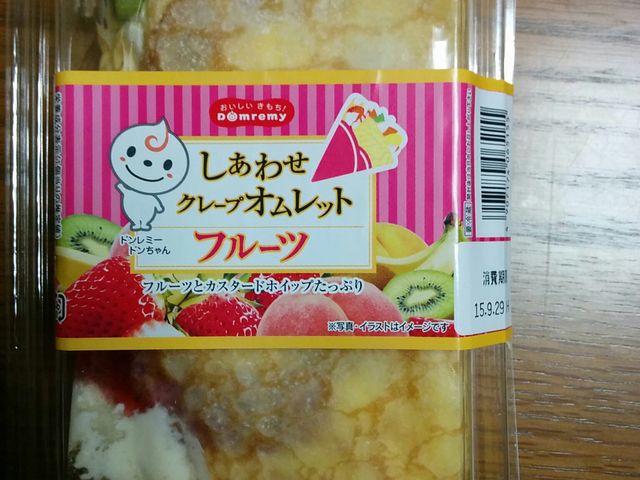 おいしい きもち!
Domremy
しあわせ
クレープオムレット
フルーツ
ドンレミー
ドンちゃん
フルーツとカスタードホイップたっぷり
※写真・イラストはイメージです
消費期限
15.9.29 H